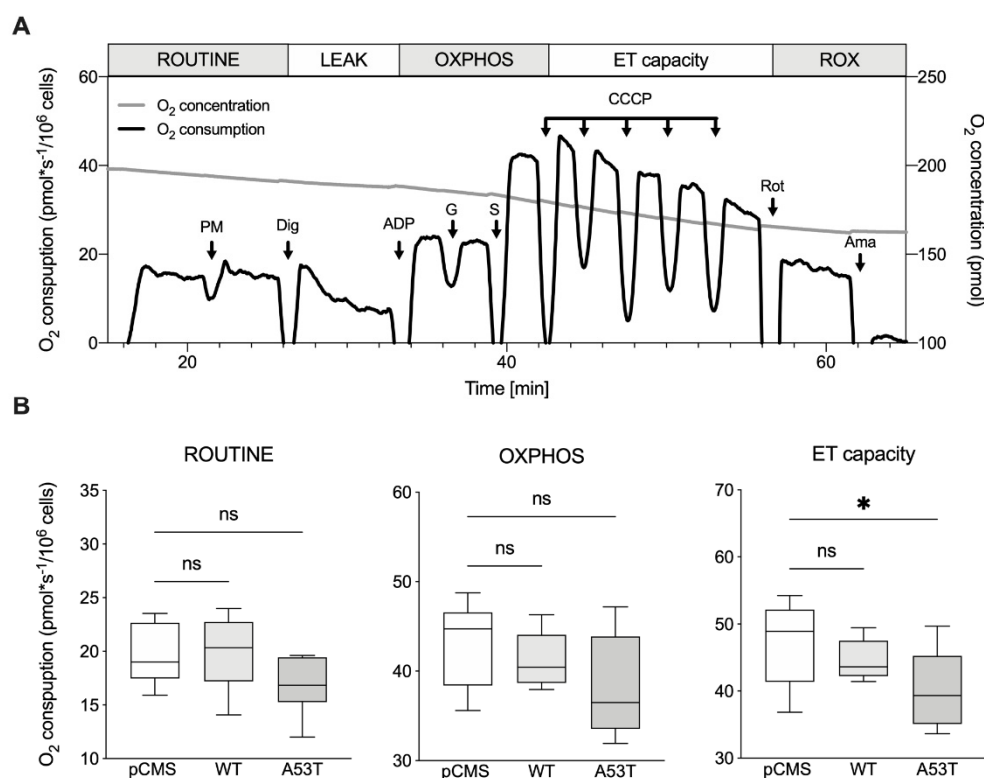 A
ROUTINE LEAK OXPHOS ET capacity ROX
O₂ conspuption (pmol*s⁻¹/10⁶ cells)
60
40
20
0
O₂ concentration
O₂ consumption
PM
Dig
ADP
G
S
CCCP
Rot
Ama
250
200
150
100
O₂ concentration
(pmol)
20 40 60
Time [min]
B
O₂ conspuption (pmol*s⁻¹/10⁶ cells)
ROUTINE
35
30
25
20
15
10
ns
ns
pCMS WT A53T
OXPHOS
60
50
40
30
ns
ns
pCMS WT A53T
ET capacity
70
60
50
40
30
*
ns
pCMS WT A53T